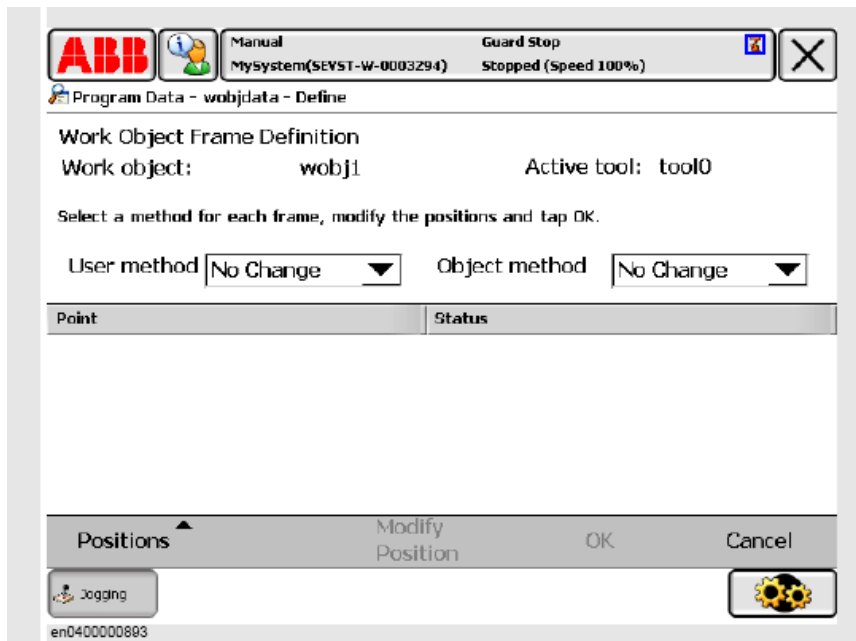 ABB
Manual
MySystem(SEVST-W-0003294)
Guard Stop
Stopped (Speed 100%)
Program Data - wobjdata - Define
Work Object Frame Definition
Work object: wobj1 Active tool: tool0
Select a method for each frame, modify the positions and tap OK.
User method No Change Object method No Change
Point Status
Positions Modify Position OK Cancel
Jogging
en0400000893